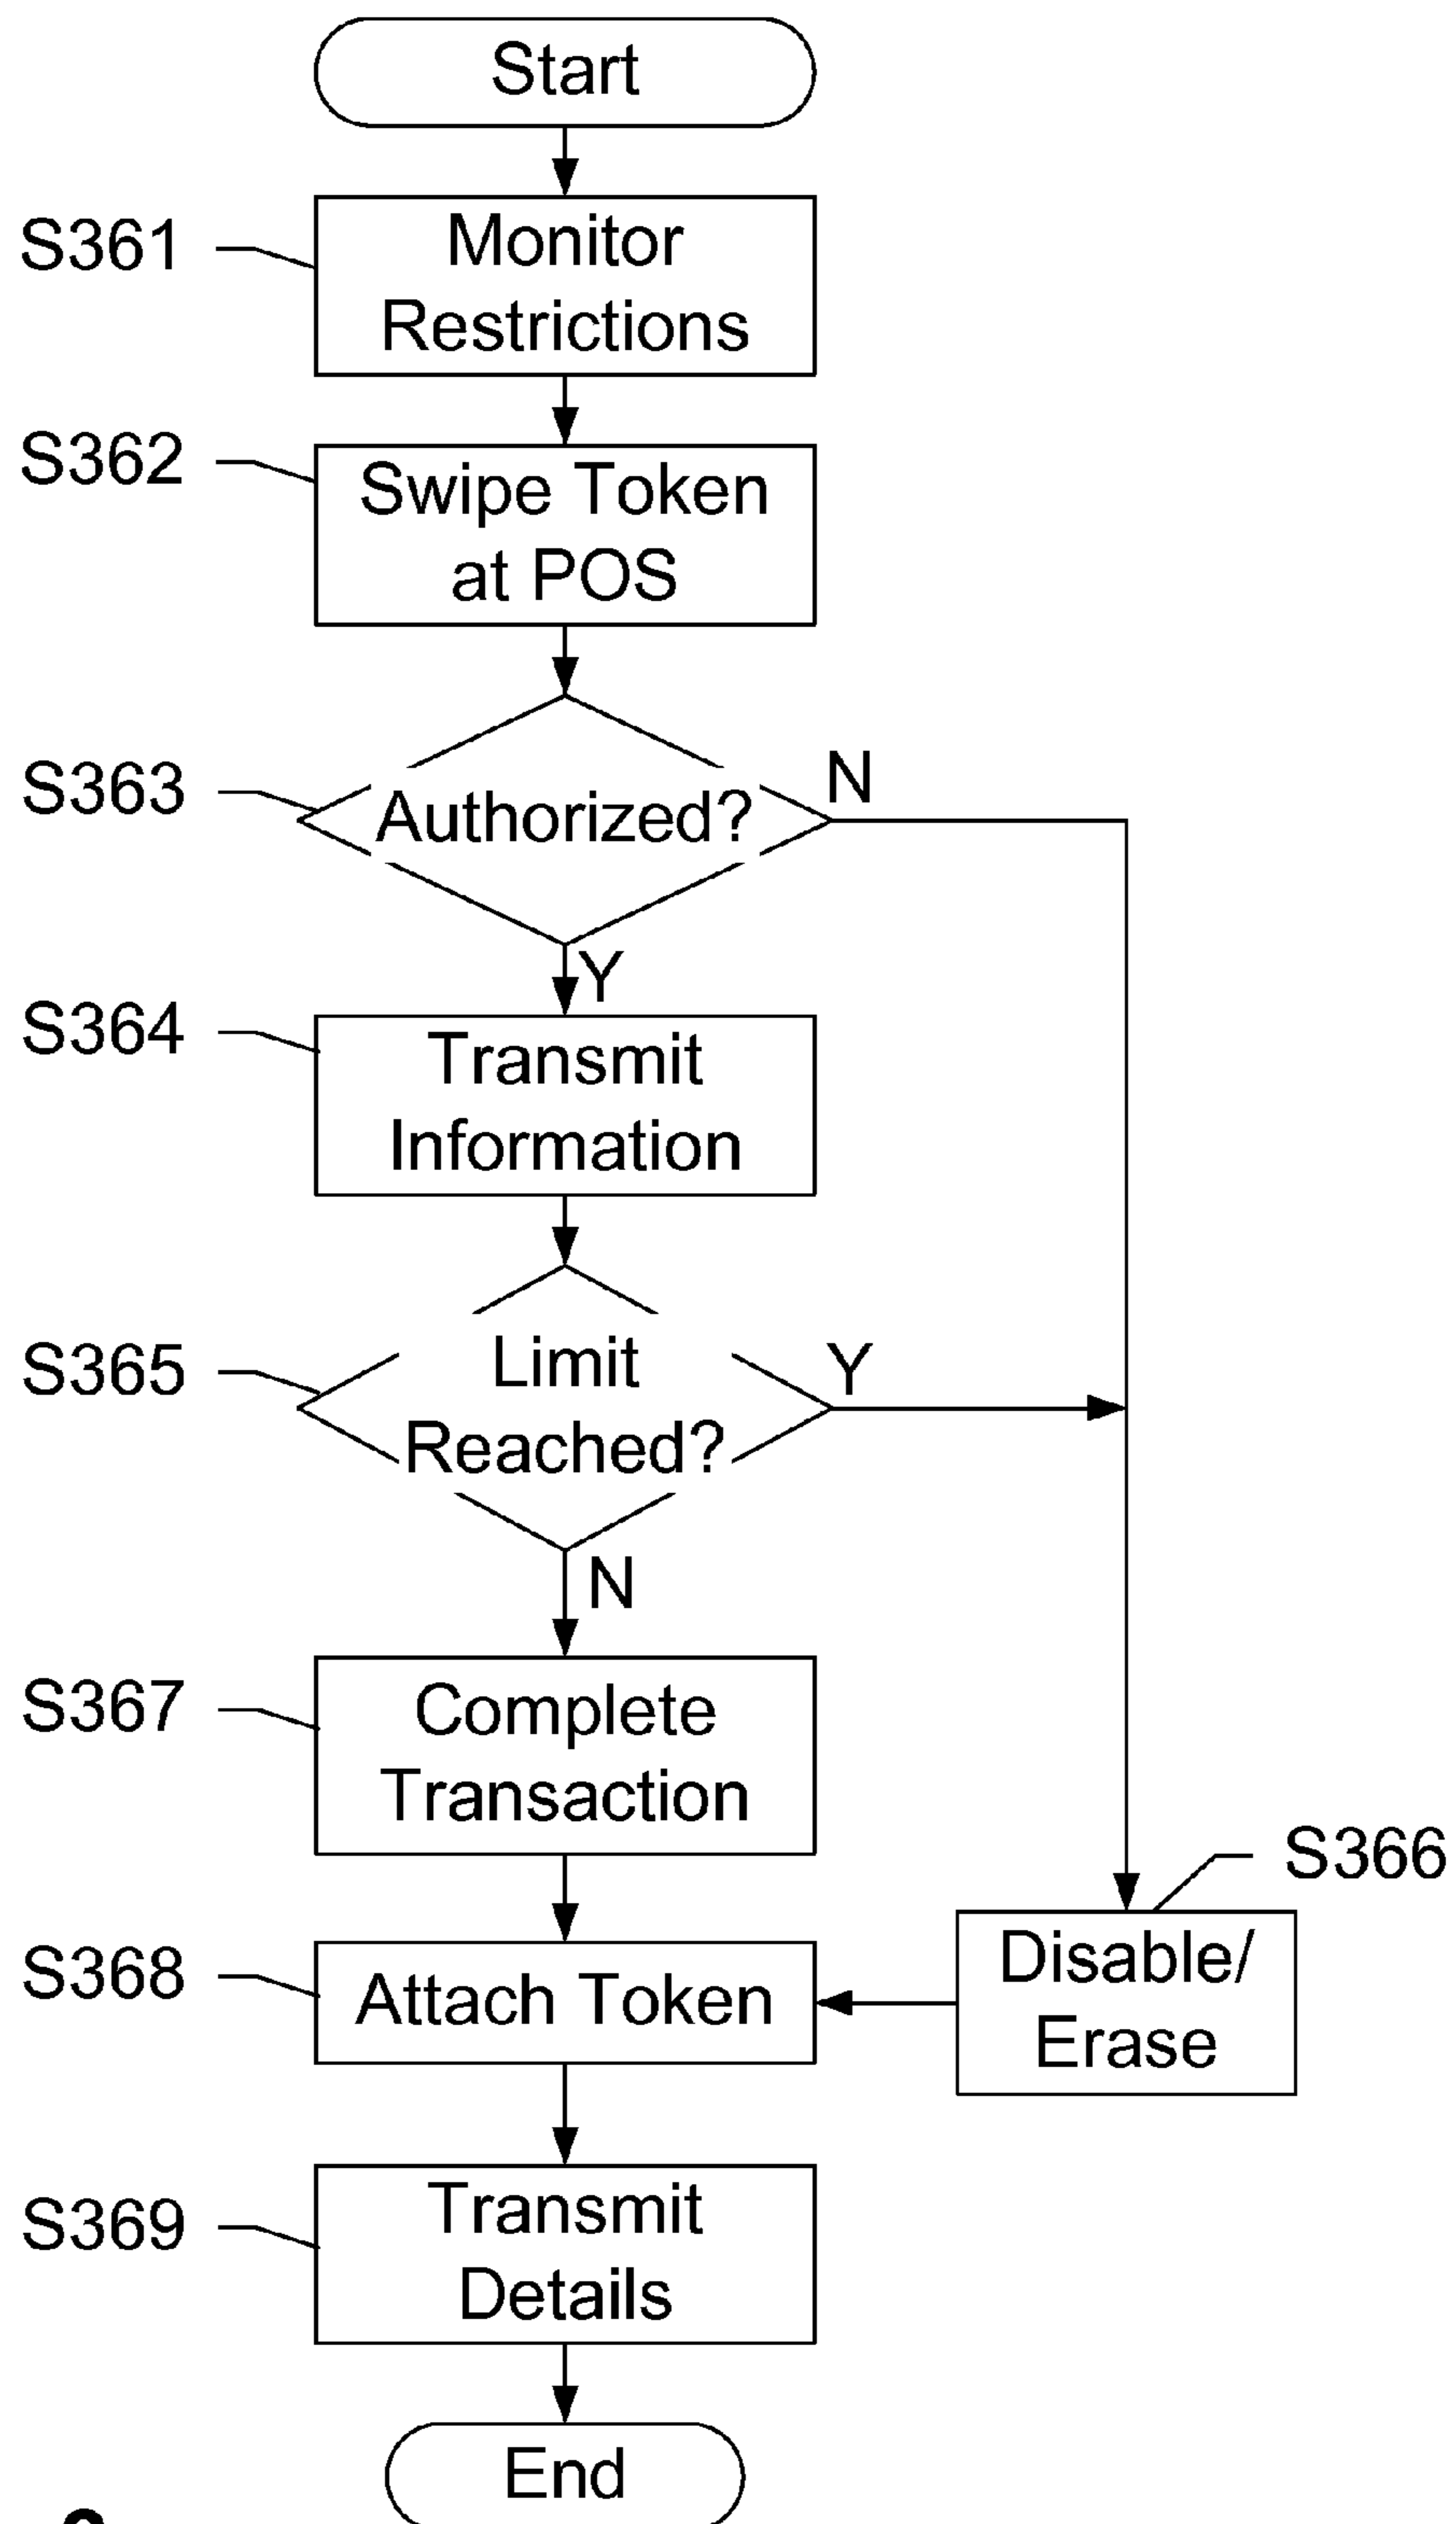 Start
S361
Monitor
Restrictions
S362
Swipe Token
at POS
S363
Authorized?
N
Y
S364
Transmit
Information
S365
Limit
Reached?
Y
N
S367
Complete
Transaction
S366
Disable/
Erase
S368
Attach Token
S369
Transmit
Details
End